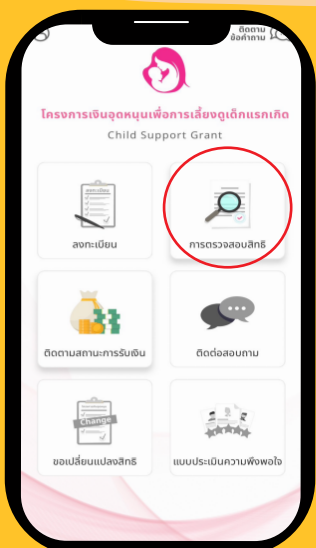 ติดตาม
ข้อคำถาม
โครงการเงินอุดหนุนเพื่อการเลี้ยงดูเด็กแรกเกิด
Child Support Grant
ลงทะเบียน
การตรวจสอบสิทธิ
ติดตามสถานะการรับเงิน
ติดต่อสอบถาม
Change
ขอเปลี่ยนแปลงสิทธิ
แบบประเมินความพึงพอใจ